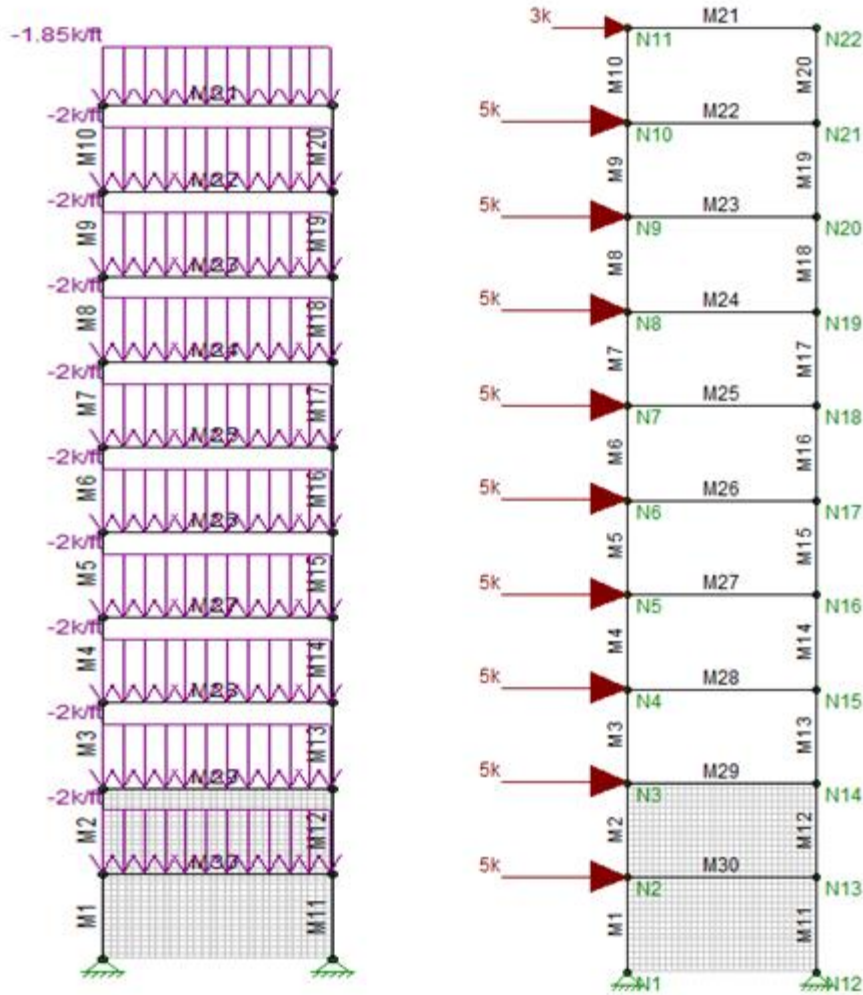 -1.85k/ft
-2k/ft
M10
M20
-2k/ft
M9
M19
-2k/ft
M8
M18
-2k/ft
M7
M17
-2k/ft
M6
M16
-2k/ft
M5
M15
-2k/ft
M4
M14
-2k/ft
M3
M13
-2k/ft
M2
M12
M1
M11
3k
M21
N11
N22
M10
M20
5k
M22
N10
N21
M9
M19
5k
M23
N9
N20
M8
M18
5k
M24
N8
N19
M7
M17
5k
M25
N7
N18
M6
M16
5k
M26
N6
N17
M5
M15
5k
M27
N5
N16
M4
M14
5k
M28
N4
N15
M3
M13
5k
M29
N3
N14
M2
M12
5k
M30
N2
N13
M1
M11
N1
N12